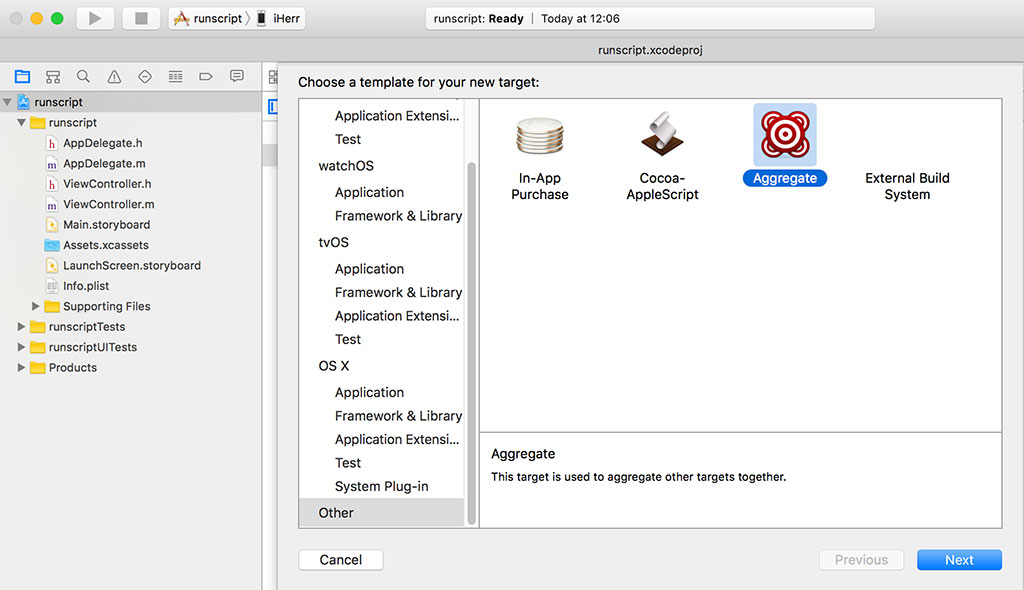 runscript
iHerr
runscript: Ready
Today at 12:06
runscript.xcodeproj
runscript
runscript
h AppDelegate.h
m AppDelegate.m
h ViewController.h
m ViewController.m
Main.storyboard
Assets.xcassets
LaunchScreen.storyboard
Info.plist
Supporting Files
runscriptTests
runscriptUITests
Products
Choose a template for your new target:
Application Extensi...
Test
watchOS
Application
Framework & Library
tvOS
Application
Framework & Library
Application Extensi...
Test
OS X
Application
Framework & Library
Application Extensi...
Test
System Plug-in
Other
In-App
Purchase
Cocoa-
AppleScript
Aggregate
External Build
System
Aggregate
This target is used to aggregate other targets together.
Cancel
Previous
Next